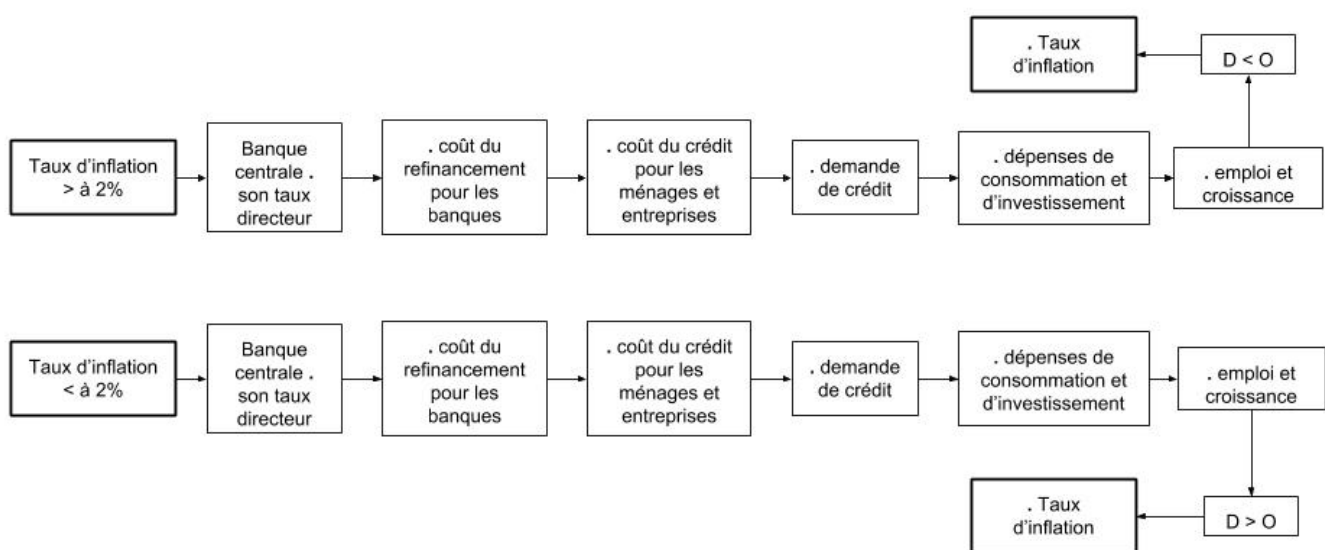 . Taux
d'inflation
D < O
Taux d'inflation
> à 2%
Banque
centrale .
son taux
directeur
. coût du
refinancement
pour les
banques
. coût du crédit
pour les
ménages et
entreprises
. demande
de crédit
. dépenses de
consommation et
d'investissement
. emploi et
croissance
Taux d'inflation
< à 2%
Banque
centrale .
son taux
directeur
. coût du
refinancement
pour les
banques
. coût du crédit
pour les
ménages et
entreprises
. demande
de crédit
. dépenses de
consommation et
d'investissement
. emploi et
croissance
. Taux
d'inflation
D > O